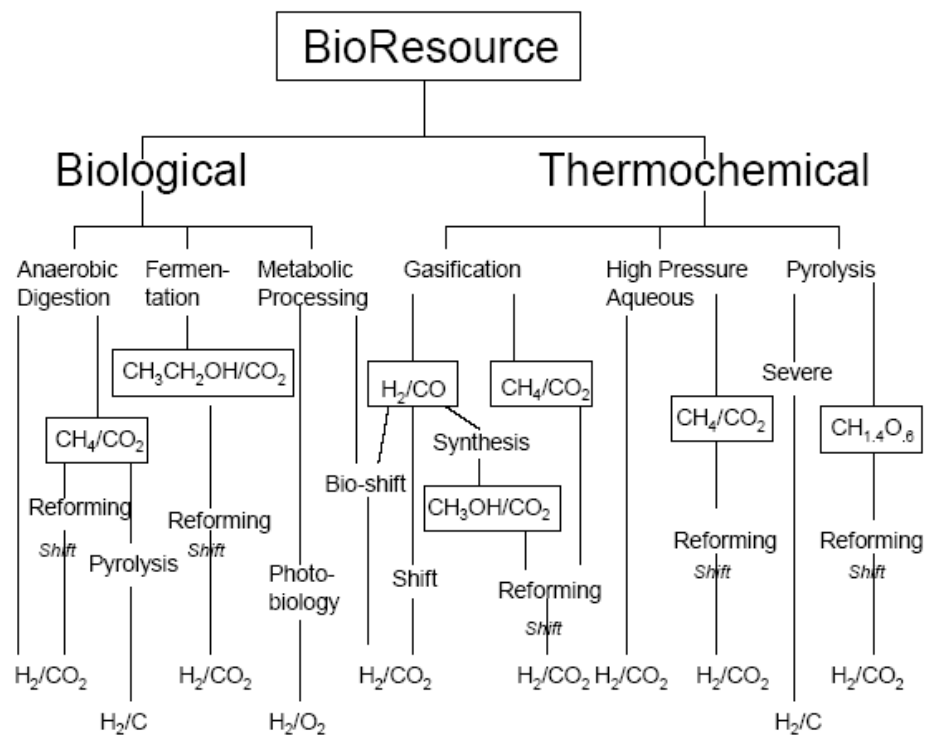 BioResource
Biological
Thermochemical
Anaerobic
Digestion
Fermen-
tation
Metabolic
Processing
Gasification
High Pressure
Aqueous
Pyrolysis
CH₃CH₂OH/CO₂
H₂/CO
CH₄/CO₂
Severe
CH₄/CO₂
CH₁.₄O.₆
CH₄/CO₂
Synthesis
Bio-shift
CH₃OH/CO₂
Reforming
Shift
Reforming
Shift
Pyrolysis
Photo-
biology
Shift
Reforming
Shift
Reforming
Shift
Reforming
Shift
H₂/CO₂
H₂/CO₂
H₂/CO₂
H₂/CO₂
H₂/CO₂
H₂/CO₂
H₂/CO₂
H₂/C
H₂/O₂
H₂/C